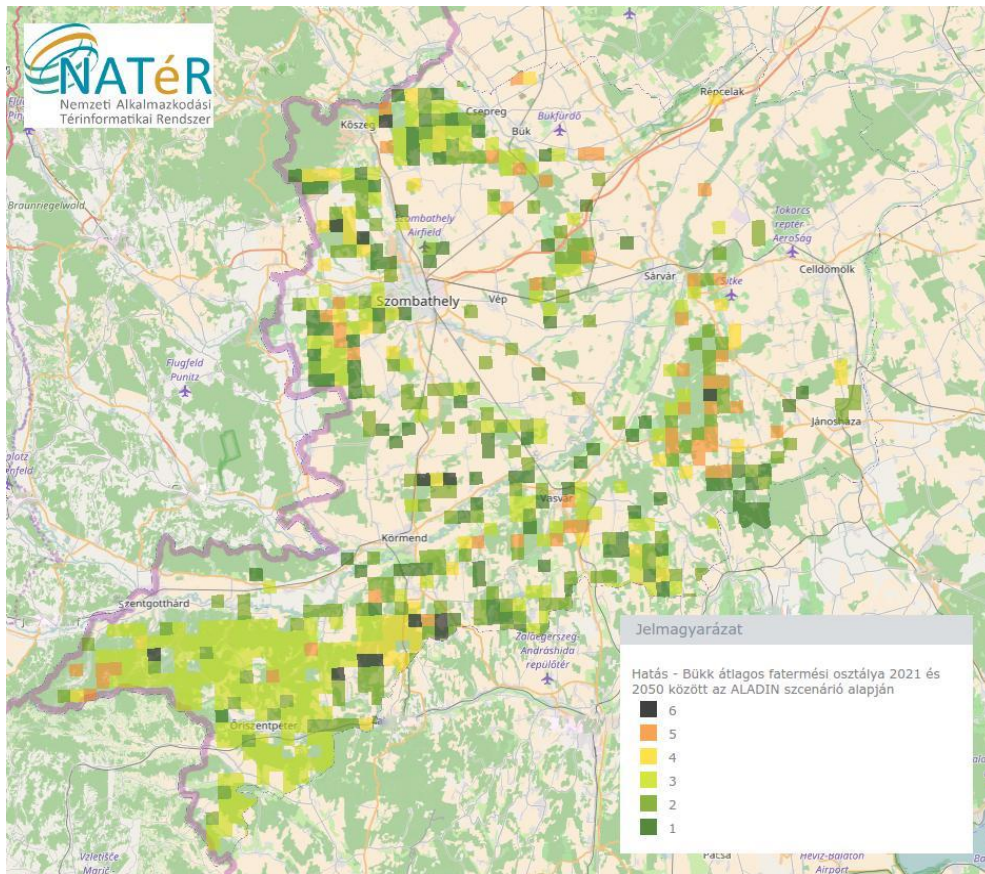 NATéR
Nemzeti Alkalmazkodási
Térinformatikai Rendszer
Répcelak
Csepreg
Kőszeg
Bük
Bükfürdő
Braunriegelwald
Szombathely
Airfield
Tokorcs
reptér -
AeroSág
Celldömölk
Sárvár
Sitke
Szombathely
Vép
Flugfeld
Punitz
Jánosháza
Vasvár
Körmend
Szentgotthárd
Zalaegerszeg-
Andráshida
repülőtér
Őriszentpéter
Jelmagyarázat
Hatás - Bükk átlagos fatermési osztálya 2021 és
2050 között az ALADIN szcenárió alapján
6
5
4
3
2
1
Vzletišče
Pacsa
Hévíz-Balaton
Airport